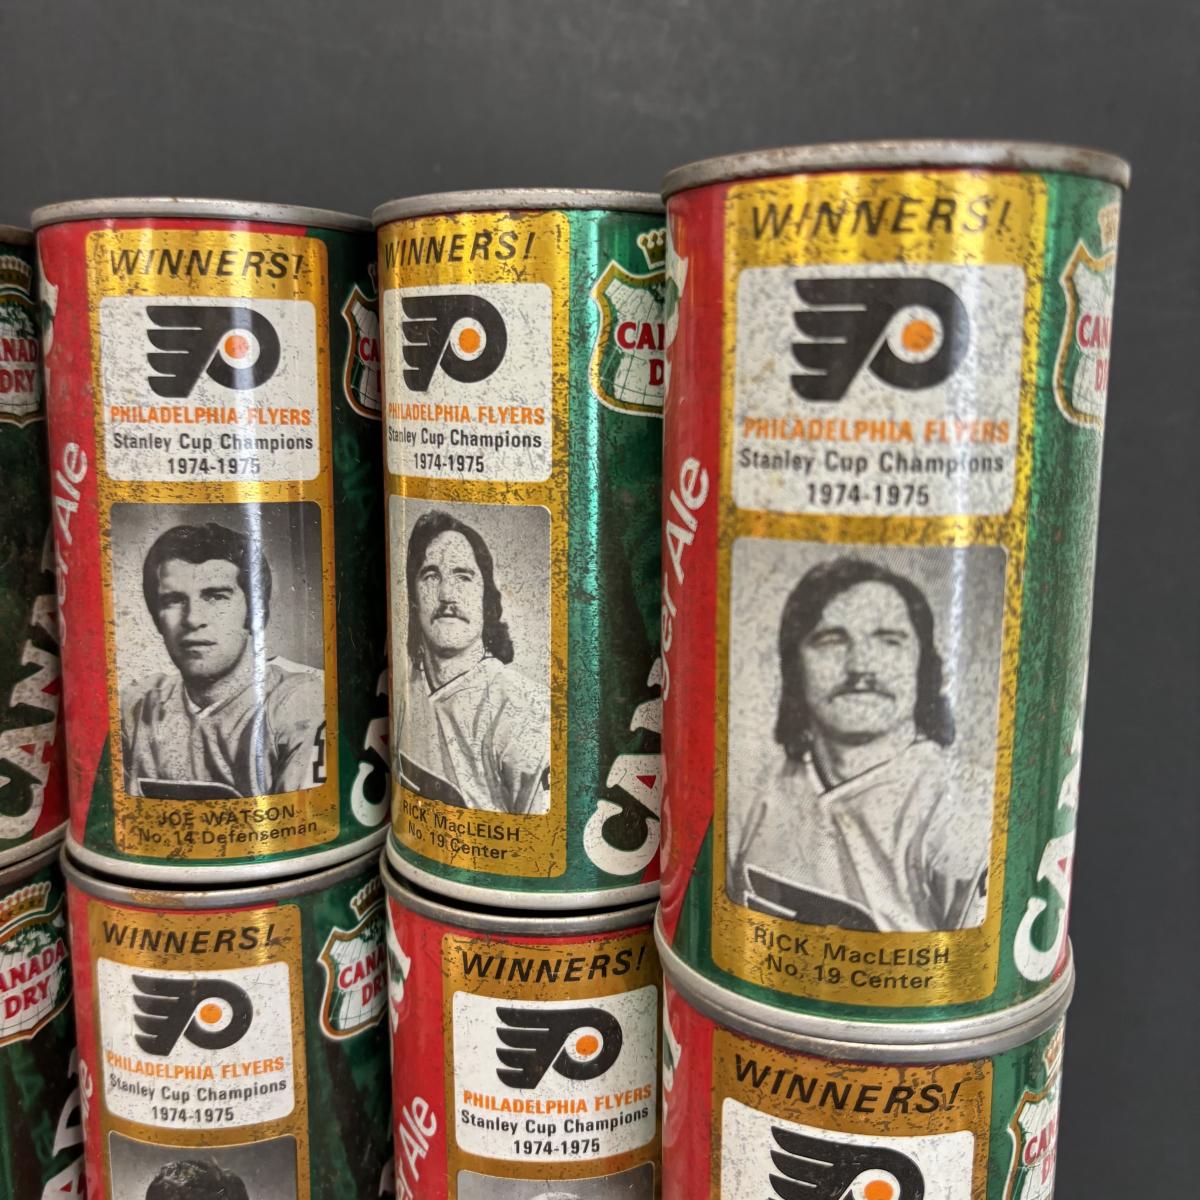 WINNERS!
PHILADELPHIA FLYERS
Stanley Cup Champions
1974-1975
JOE WATSON
No. 14 Defenseman
WINNERS!
PHILADELPHIA FLYERS
Stanley Cup Champions
1974-1975
RICK MacLEISH
No. 19 Center
WINNERS!
PHILADELPHIA FLYERS
Stanley Cup Champions
1974-1975
RICK MacLEISH
No. 19 Center
Ale
CANADA
DRY
WINNERS!
PHILADELPHIA FLYERS
Stanley Cup Champions
1974-1975
WINNERS!
PHILADELPHIA FLYERS
Stanley Cup Champions
1974-1975
Ale
WINNERS!